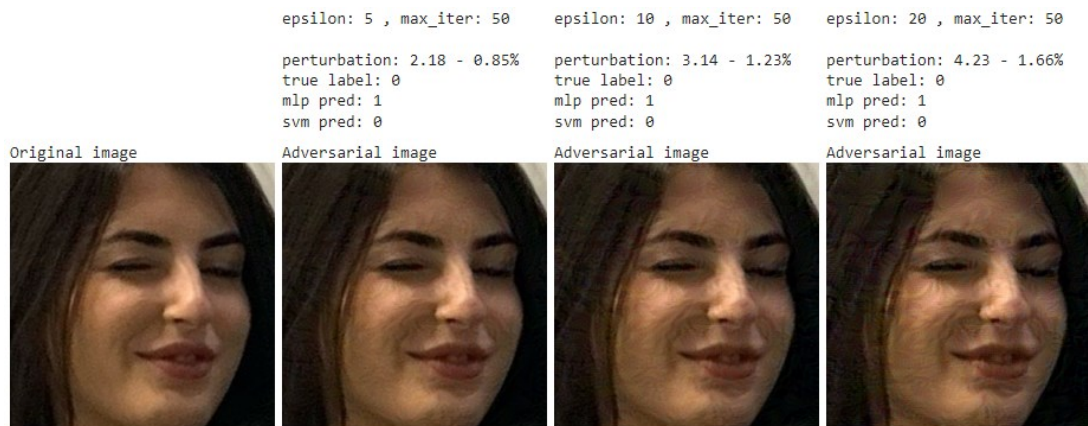 epsilon: 5 , max_iter: 50
perturbation: 2.18 - 0.85%
true label: 0
mlp pred: 1
svm pred: 0
epsilon: 10 , max_iter: 50
perturbation: 3.14 - 1.23%
true label: 0
mlp pred: 1
svm pred: 0
epsilon: 20 , max_iter: 50
perturbation: 4.23 - 1.66%
true label: 0
mlp pred: 1
svm pred: 0
Original image
Adversarial image
Adversarial image
Adversarial image